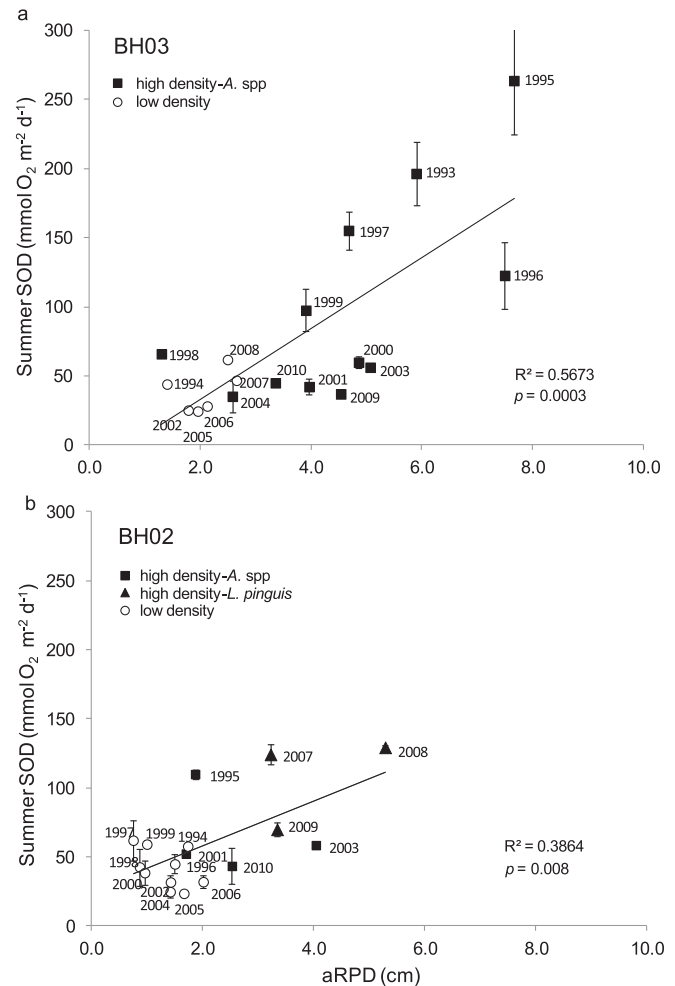 a
BH03
■ high density-A. spp
○ low density
Summer SOD (mmol O₂ m⁻² d⁻¹)
300
250
200
150
100
50
0
1995
1993
1997
1996
1999
1998
2008
2000
1994
2007
2010
2001
2003
2004
2009
2002
2006
2005
R² = 0.5673
p = 0.0003
0.0 2.0 4.0 6.0 8.0 10.0
b
BH02
■ high density-A. spp
▲ high density-L. pinguis
○ low density
Summer SOD (mmol O₂ m⁻² d⁻¹)
300
250
200
150
100
50
0
2007
2008
1995
1997
1999
1994
2009
2003
1998
2001
1996
2010
2000
2002
2006
2004
2005
R² = 0.3864
p = 0.008
0.0 2.0 4.0 6.0 8.0 10.0
aRPD (cm)